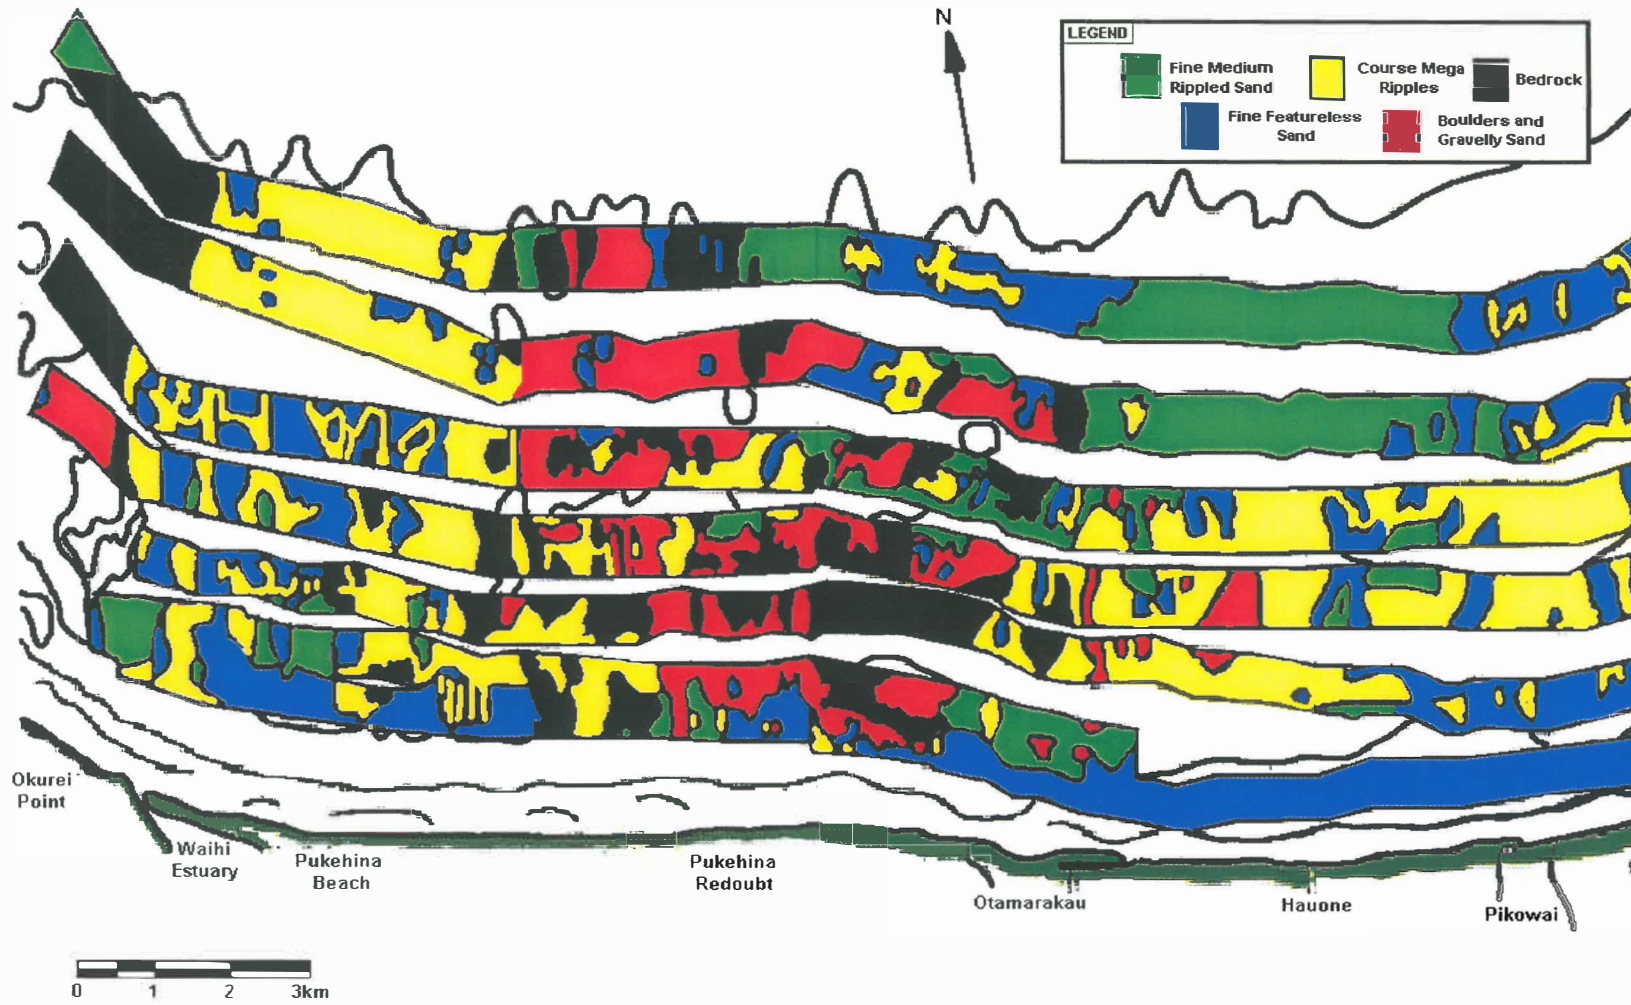 N
LEGEND
Fine Medium
Rippled Sand
Course Mega
Ripples
Bedrock
Fine Featureless
Sand
Boulders and
Gravelly Sand
Okurei
Point
Waihi
Estuary
Pukehina
Beach
Pukehina
Redoubt
Otamarakau
Hauone
Pikowai
0 1 2 3km